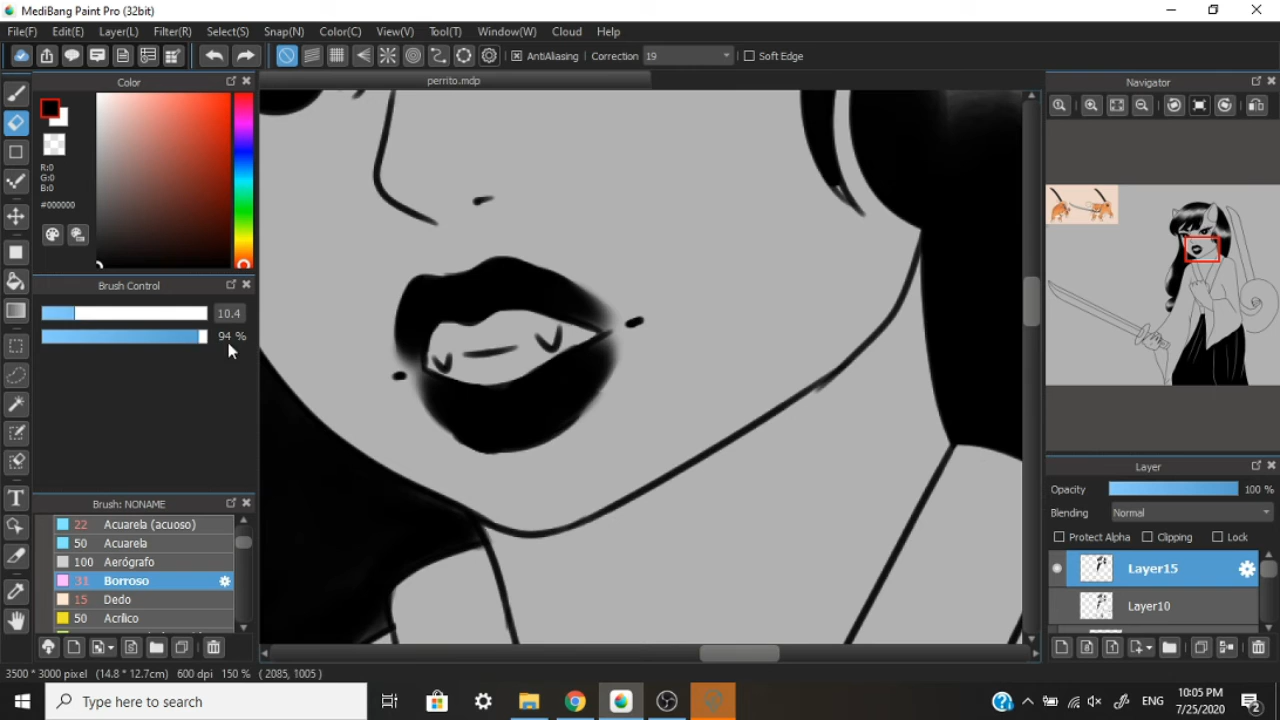 MediBang Paint Pro (32bit)
File(F) Edit(E) Layer(L) Filter(R) Select(S) Snap(N) Color(C) View(V) Tool(T) Window(W) Cloud Help
AntiAliasing Correction 19 Soft Edge
Color
perrito.mdp
Navigator
R:0
G:0
B:0
#000000
Brush Control
10.4
94 %
Brush: NONAME
22 Acuarela (acuoso)
50 Acuarela
100 Aerógrafo
31 Borroso
15 Dedo
50 Acrílico
Layer
Opacity 100 %
Blending Normal
Protect Alpha Clipping Lock
Layer15
Layer10
3500 * 3000 pixel (14.8 * 12.7cm) 600 dpi 150 % ( 2085, 1005 )
Type here to search
ENG
10:05 PM
7/25/2020
2